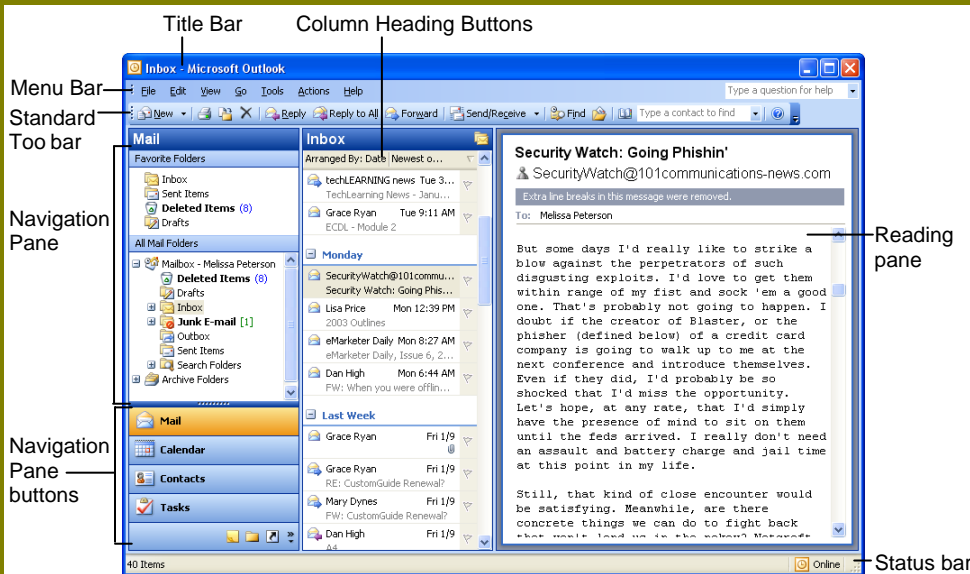 Title Bar
Column Heading Buttons
Inbox - Microsoft Outlook
Menu Bar
File Edit View Go Tools Actions Help
Type a question for help
Standard
Too bar
New Reply Reply to All Forward Send/Receive Find Type a contact to find
Mail
Favorite Folders
Inbox
Sent Items
Deleted Items (8)
Drafts
All Mail Folders
Mailbox - Melissa Peterson
Deleted Items (8)
Drafts
Inbox
Junk E-mail [1]
Outbox
Sent Items
Search Folders
Archive Folders
Navigation
Pane
Mail
Calendar
Contacts
Tasks
Navigation
Pane
buttons
Inbox
Arranged By: Date Newest o...
techLEARNING news Tue 3...
TechLearning News - Janu...
Grace Ryan Tue 9:11 AM
ECDL - Module 2
Monday
SecurityWatch@101commu...
Security Watch: Going Phis...
Lisa Price Mon 12:39 PM
2003 Outlines
eMarketer Daily Mon 8:27 AM
eMarketer Daily, Issue 6, 2...
Dan High Mon 6:44 AM
FW: When you were offlin...
Last Week
Grace Ryan Fri 1/9
Grace Ryan Fri 1/9
RE: CustomGuide Renewal?
Mary Dynes Fri 1/9
FW: CustomGuide Renewal?
Dan High Fri 1/9
A4
Security Watch: Going Phishin'
SecurityWatch@101communications-news.com
Extra line breaks in this message were removed.
To: Melissa Peterson
But some days I'd really like to strike a
blow against the perpetrators of such
disgusting exploits. I'd love to get them
within range of my fist and sock 'em a good
one. That's probably not going to happen. I
doubt if the creator of Blaster, or the
phisher (defined below) of a credit card
company is going to walk up to me at the
next conference and introduce themselves.
Even if they did, I'd probably be so
shocked that I'd miss the opportunity.
Let's hope, at any rate, that I'd simply
have the presence of mind to sit on them
until the feds arrived. I really don't need
an assault and battery charge and jail time
at this point in my life.
Still, that kind of close encounter would
be satisfying. Meanwhile, are there
concrete things we can do to fight back
that won't land us in the pokey? Netcraft
Reading
pane
40 Items
Online
Status bar